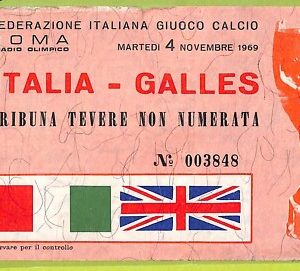 FEDERAZIONE ITALIANA GIUOCO CALCIO
ROMA
STADIO OLIMPICO
MARTEDI 4 NOVEMBRE 1969
ITALIA - GALLES
TRIBUNA TEVERE NON NUMERATA
Nº 003848
per il controllo